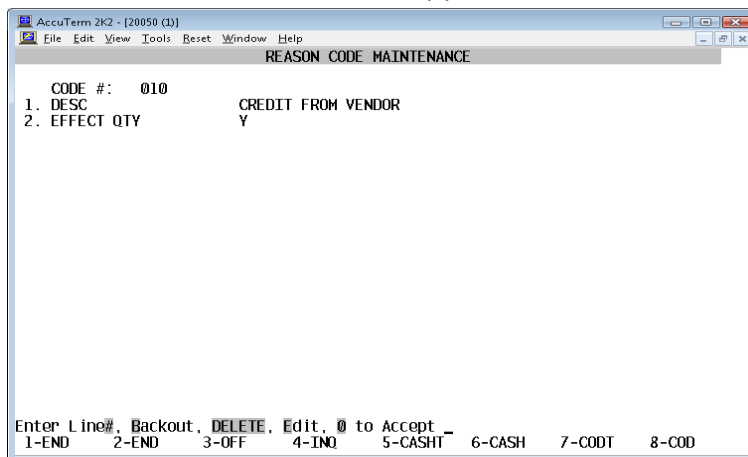 AccuTerm 2K2 - [20050 (1)]
File Edit View Tools Reset Window Help
REASON CODE MAINTENANCE
CODE #: 010
1. DESC CREDIT FROM VENDOR
2. EFFECT QTY Y
Enter Line#, Backout, DELETE, Edit, 0 to Accept _
1-END 2-END 3-OFF 4-INQ 5-CASHT 6-CASH 7-CODT 8-COD